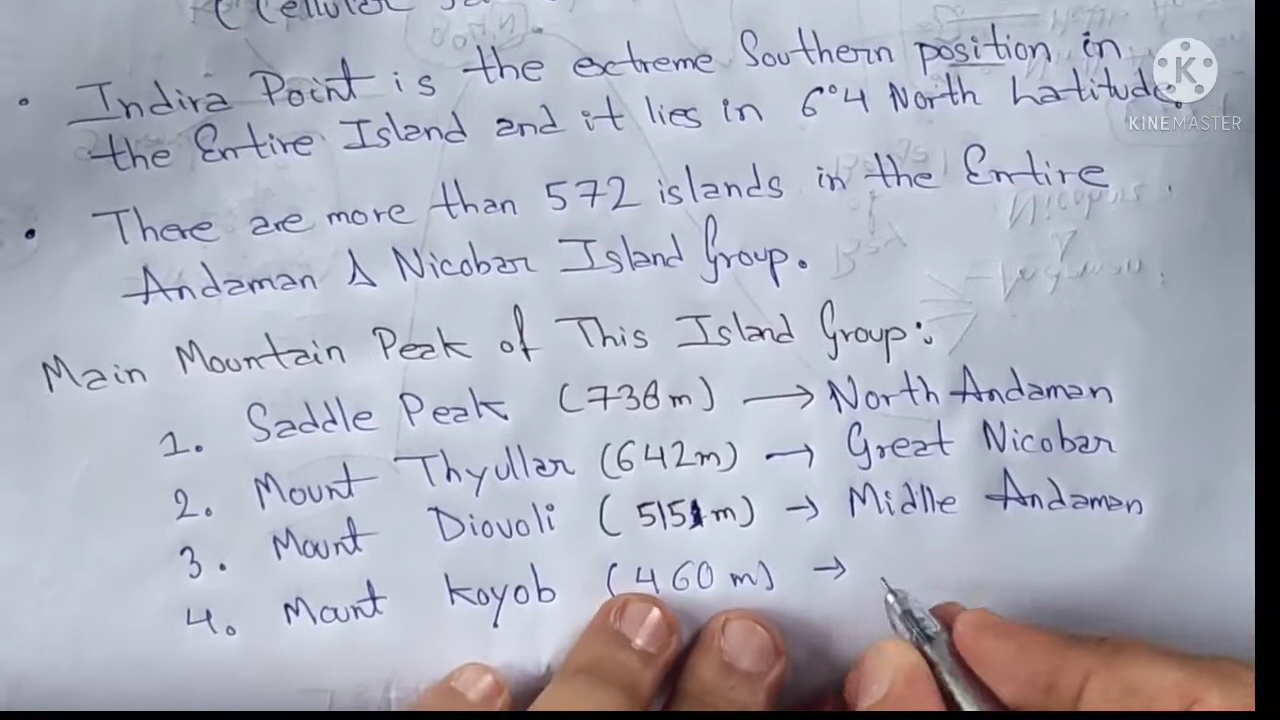 (Cellular
• Indira Point is the extreme Southern position in
the Entire Island and it lies in 6°4 North Latitude.
• There are more than 572 islands in the Entire
Andaman & Nicobar Island Group.
Main Mountain Peak of This Island Group:
1. Saddle Peak (738m) → North Andaman
2. Mount Thyullar (642m) → Great Nicobar
3. Mount Diovoli (515m) → Midlle Andaman
4. Mount Koyob (460m) →
K
KINEMASTER